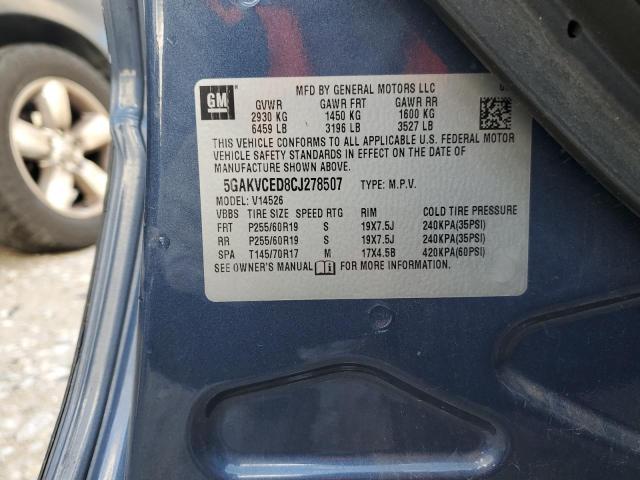 GM
MFD BY GENERAL MOTORS LLC
GVWR GAWR FRT GAWR RR
2930 KG 1450 KG 1600 KG
6459 LB 3196 LB 3527 LB
THIS VEHICLE CONFORMS TO ALL APPLICABLE U.S. FEDERAL MOTOR
VEHICLE SAFETY STANDARDS IN EFFECT ON THE DATE OF
MANUFACTURE SHOWN ABOVE.
5GAKVCED8CJ278507 TYPE: M.P.V.
MODEL: V14526
VBBS TIRE SIZE SPEED RTG RIM COLD TIRE PRESSURE
FRT P255/60R19 S 19X7.5J 240KPA(35PSI)
RR P255/60R19 S 19X7.5J 240KPA(35PSI)
SPA T145/70R17 M 17X4.5B 420KPA(60PSI)
SEE OWNER'S MANUAL FOR MORE INFORMATION.